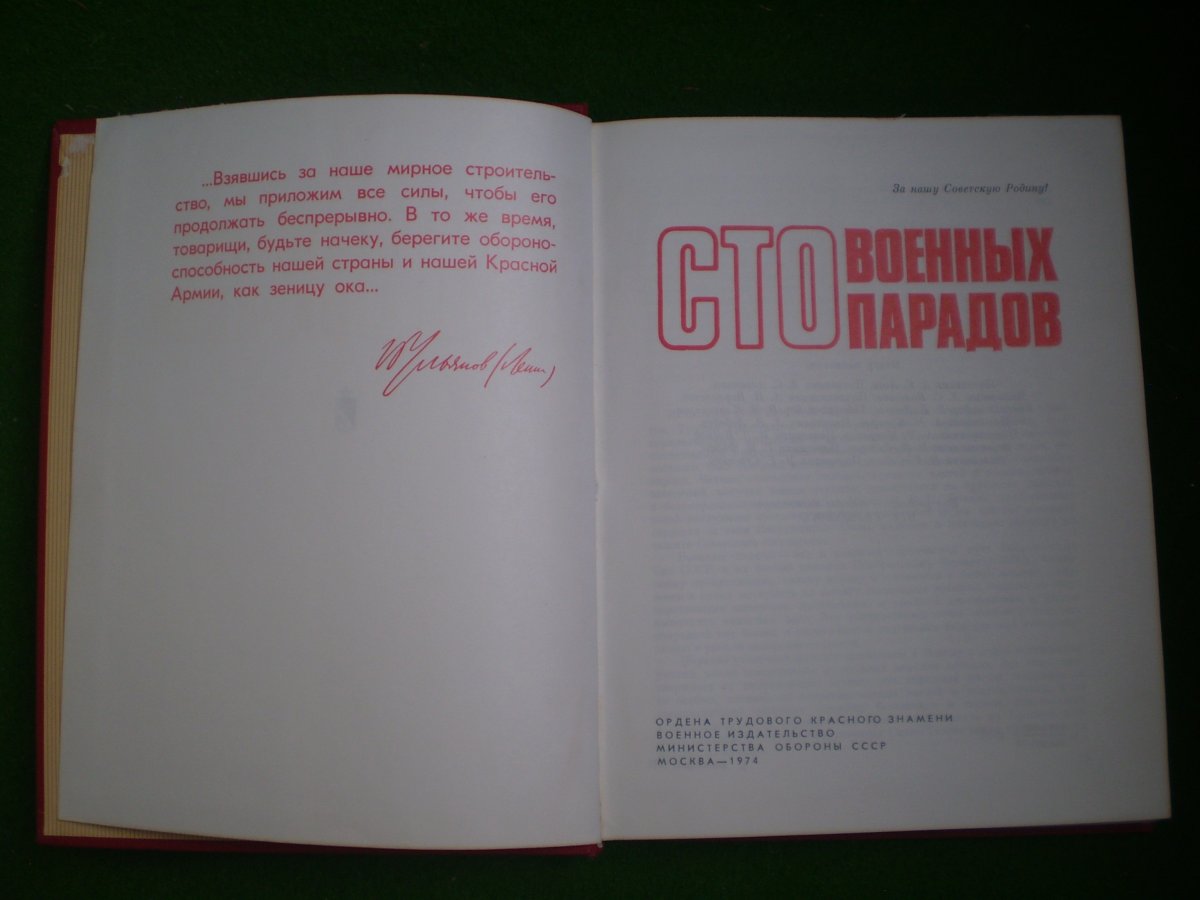 ...Взявшись за наше мирное строитель-
ство, мы приложим все силы, чтобы его
продолжать беспрерывно. В то же время,
товарищи, будьте начеку, берегите обороно-
способность нашей страны и нашей Красной
Армии, как зеницу ока...
В Ульянов (Ленин)
За нашу Советскую Родину!
СТО ВОЕННЫХ
ПАРАДОВ
ОРДЕНА ТРУДОВОГО КРАСНОГО ЗНАМЕНИ
ВОЕННОЕ ИЗДАТЕЛЬСТВО
МИНИСТЕРСТВА ОБОРОНЫ СССР
МОСКВА—1974